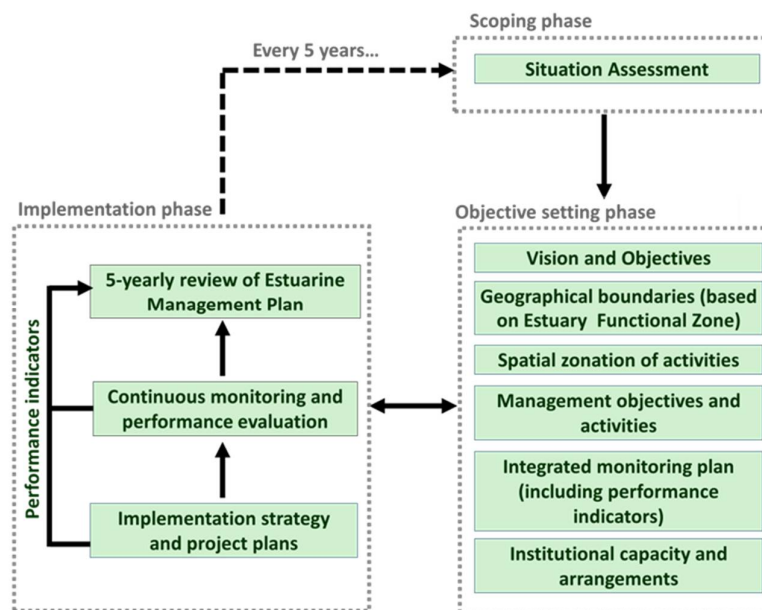 Scoping phase
Every 5 years...
Situation Assessment
Implementation phase
Objective setting phase
5-yearly review of Estuarine
Management Plan
Continuous monitoring and
performance evaluation
Implementation strategy
and project plans
Performance indicators
Vision and Objectives
Geographical boundaries (based
on Estuary Functional Zone)
Spatial zonation of activities
Management objectives and
activities
Integrated monitoring plan
(including performance
indicators)
Institutional capacity and
arrangements